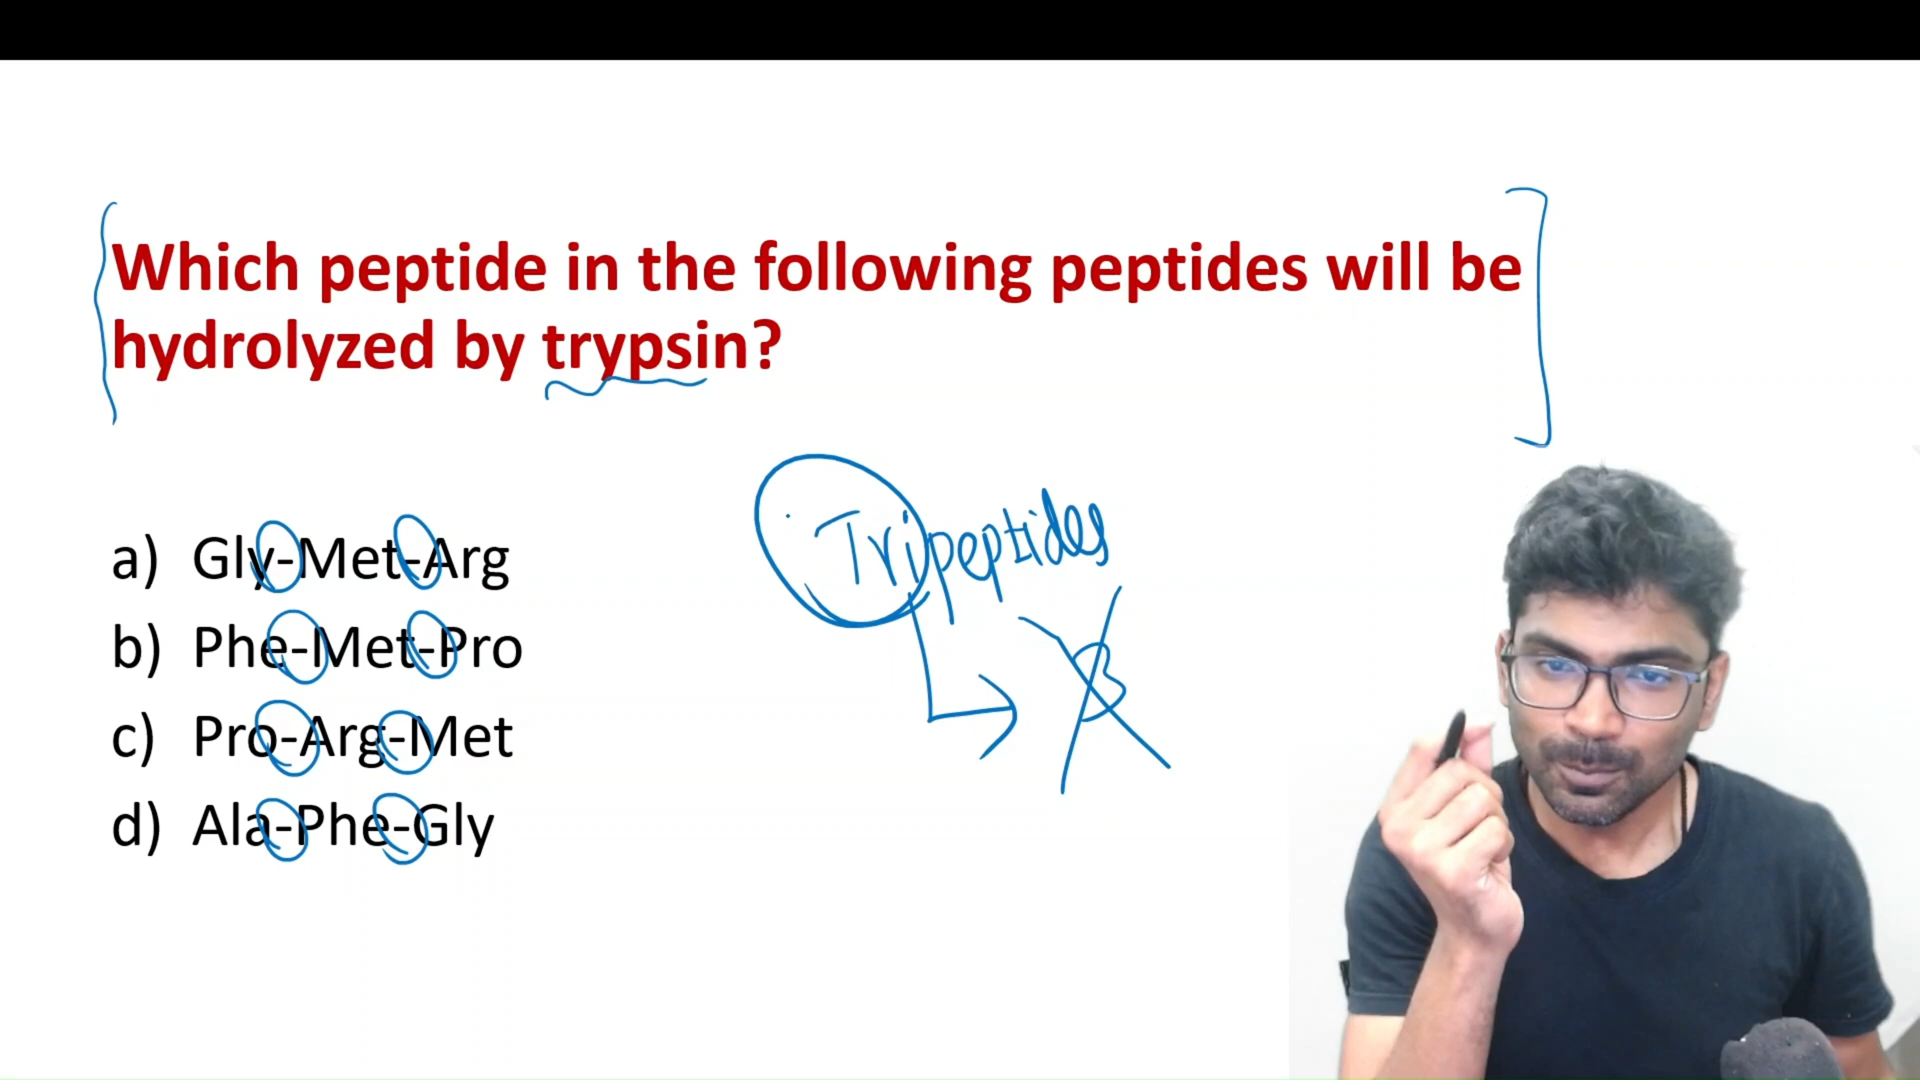 Which peptide in the following peptides will be
hydrolyzed by trypsin?
a) Gly-Met-Arg
b) Phe-Met-Pro
c) Pro-Arg-Met
d) Ala-Phe-Gly
Tripeptides
3